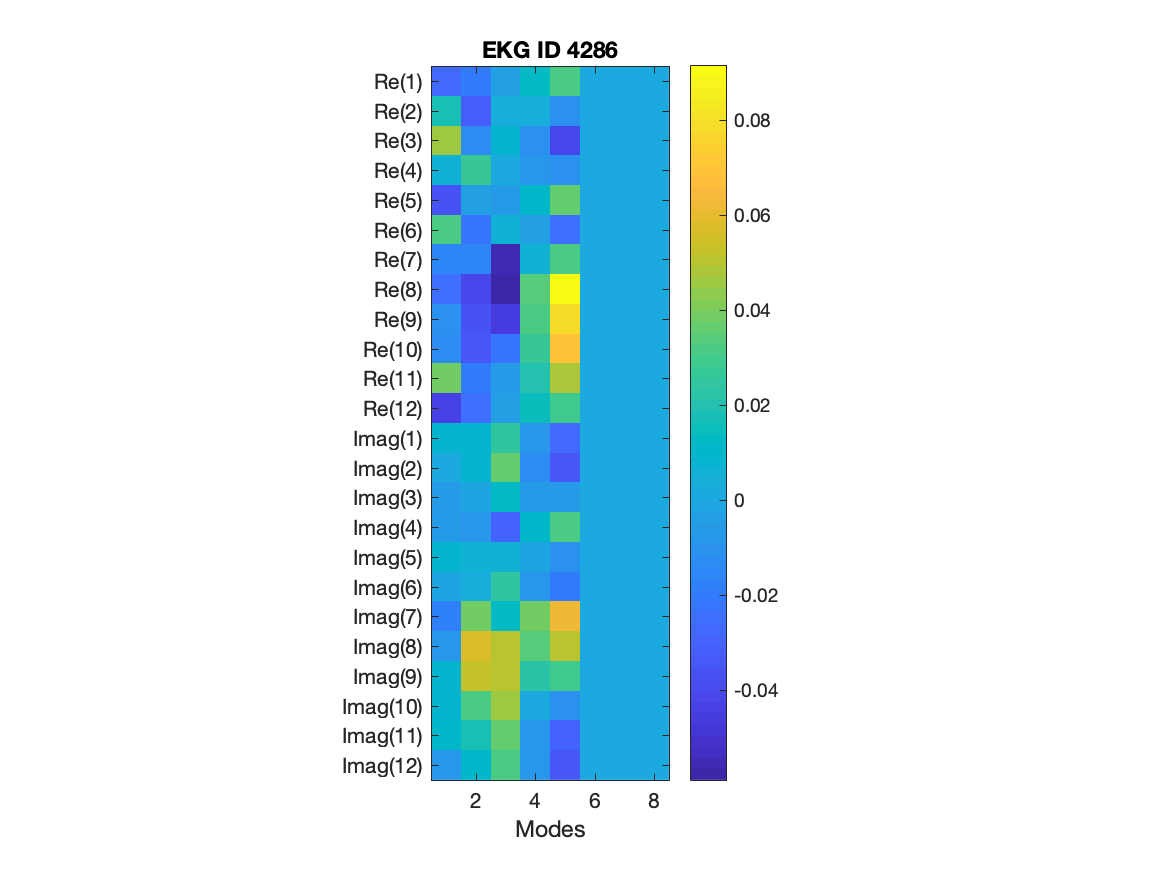 EKG ID 4286
Re(1)
Re(2)
Re(3)
Re(4)
Re(5)
Re(6)
Re(7)
Re(8)
Re(9)
Re(10)
Re(11)
Re(12)
Imag(1)
Imag(2)
Imag(3)
Imag(4)
Imag(5)
Imag(6)
Imag(7)
Imag(8)
Imag(9)
Imag(10)
Imag(11)
Imag(12)
2 4 6 8
Modes
0.08
0.06
0.04
0.02
0
-0.02
-0.04